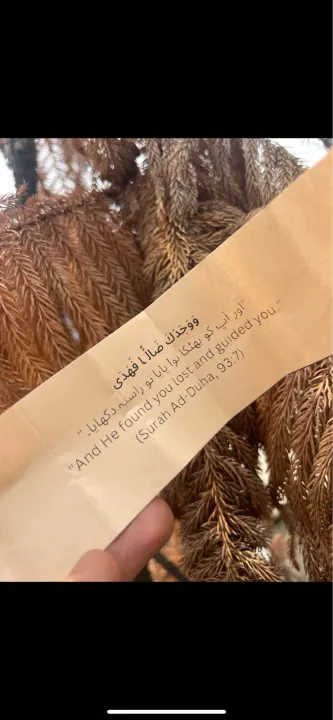 وَوَجَدَكَ ضَالًّا فَهَدَى
"اور آپ کو بھٹکا ہوا پایا تو راستہ دکھایا۔"
"And He found you lost and guided you."
(Surah Ad-Duha, 93:7)